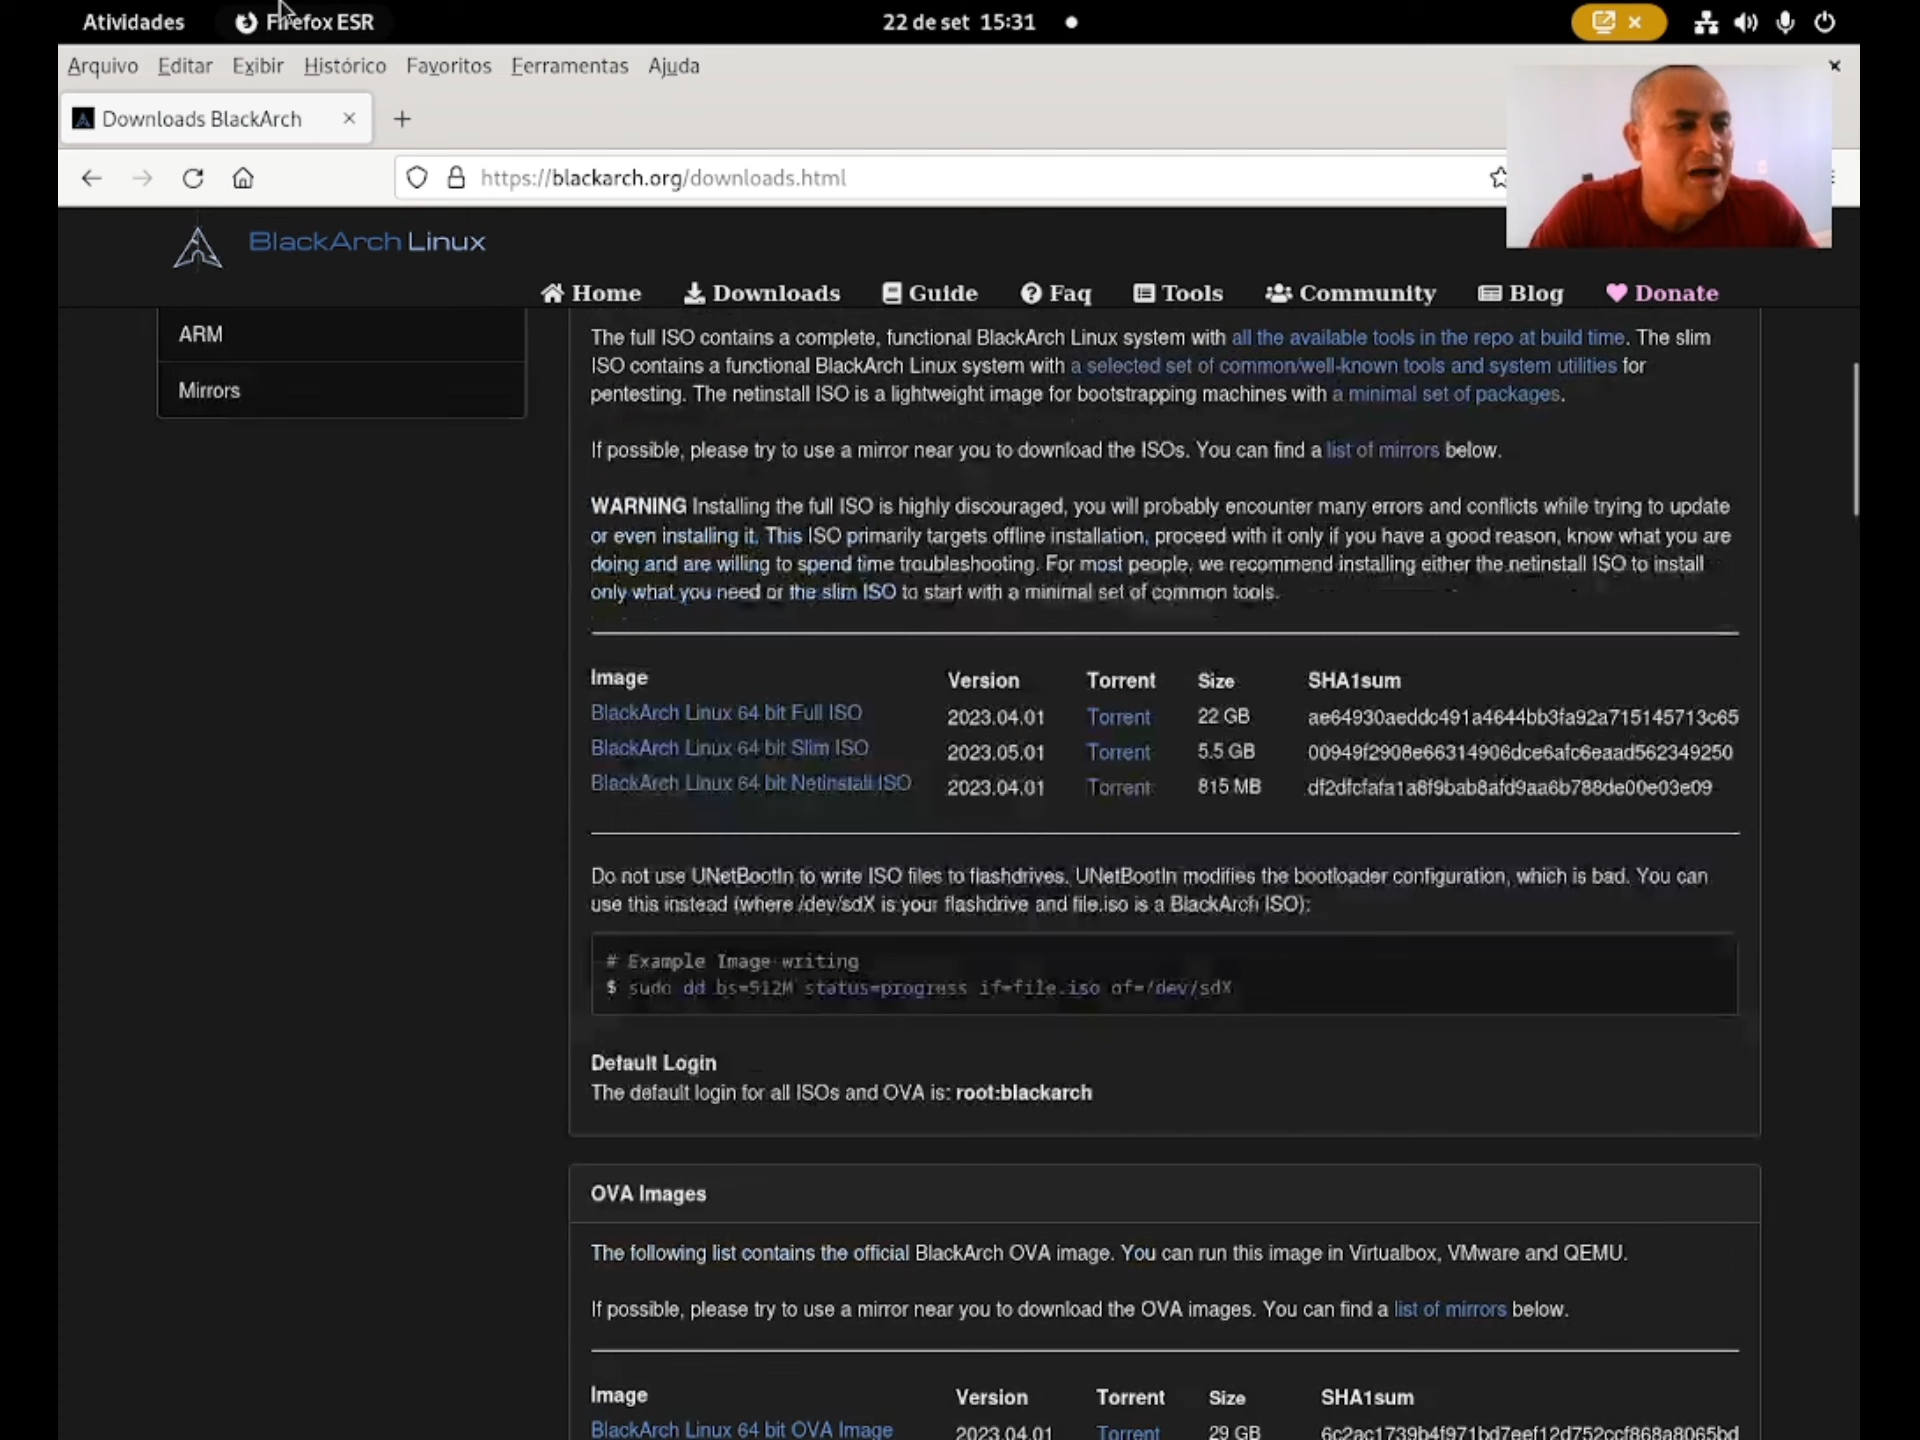 Atividades
Firefox ESR
22 de set 15:31
Arquivo Editar Exibir Histórico Favoritos Ferramentas Ajuda
Downloads BlackArch
https://blackarch.org/downloads.html
BlackArch Linux
Home Downloads Guide Faq Tools Community Blog Donate
ARM
Mirrors
The full ISO contains a complete, functional BlackArch Linux system with all the available tools in the repo at build time. The slim
ISO contains a functional BlackArch Linux system with a selected set of common/well-known tools and system utilities for
pentesting. The netinstall ISO is a lightweight image for bootstrapping machines with a minimal set of packages.
If possible, please try to use a mirror near you to download the ISOs. You can find a list of mirrors below.
WARNING Installing the full ISO is highly discouraged, you will probably encounter many errors and conflicts while trying to update
or even installing it. This ISO primarily targets offline installation, proceed with it only if you have a good reason, know what you are
doing and are willing to spend time troubleshooting. For most people, we recommend installing either the netinstall ISO to install
only what you need or the slim ISO to start with a minimal set of common tools.
Image Version Torrent Size SHA1sum
BlackArch Linux 64 bit Full ISO 2023.04.01 Torrent 22 GB ae64930aeddc491a4644bb3fa92a715145713c65
BlackArch Linux 64 bit Slim ISO 2023.05.01 Torrent 5.5 GB 00949f2908e66314906dce6afc6eaad562349250
BlackArch Linux 64 bit Netinstall ISO 2023.04.01 Torrent 815 MB df2dfcfafa1a8f9bab8afd9aa6b788de00e03e09
Do not use UNetBootIn to write ISO files to flashdrives. UNetBootIn modifies the bootloader configuration, which is bad. You can
use this instead (where /dev/sdX is your flashdrive and file.iso is a BlackArch ISO):
# Example Image writing
$ sudo dd bs=512M status=progress if=file.iso of=/dev/sdX
Default Login
The default login for all ISOs and OVA is: root:blackarch
OVA Images
The following list contains the official BlackArch OVA image. You can run this image in Virtualbox, VMware and QEMU.
If possible, please try to use a mirror near you to download the OVA images. You can find a list of mirrors below.
Image Version Torrent Size SHA1sum
BlackArch Linux 64 bit OVA Image 2023.04.01 Torrent 29 GB 6c2ac1739b4f971bd7eef12d752ccf868a8065bd